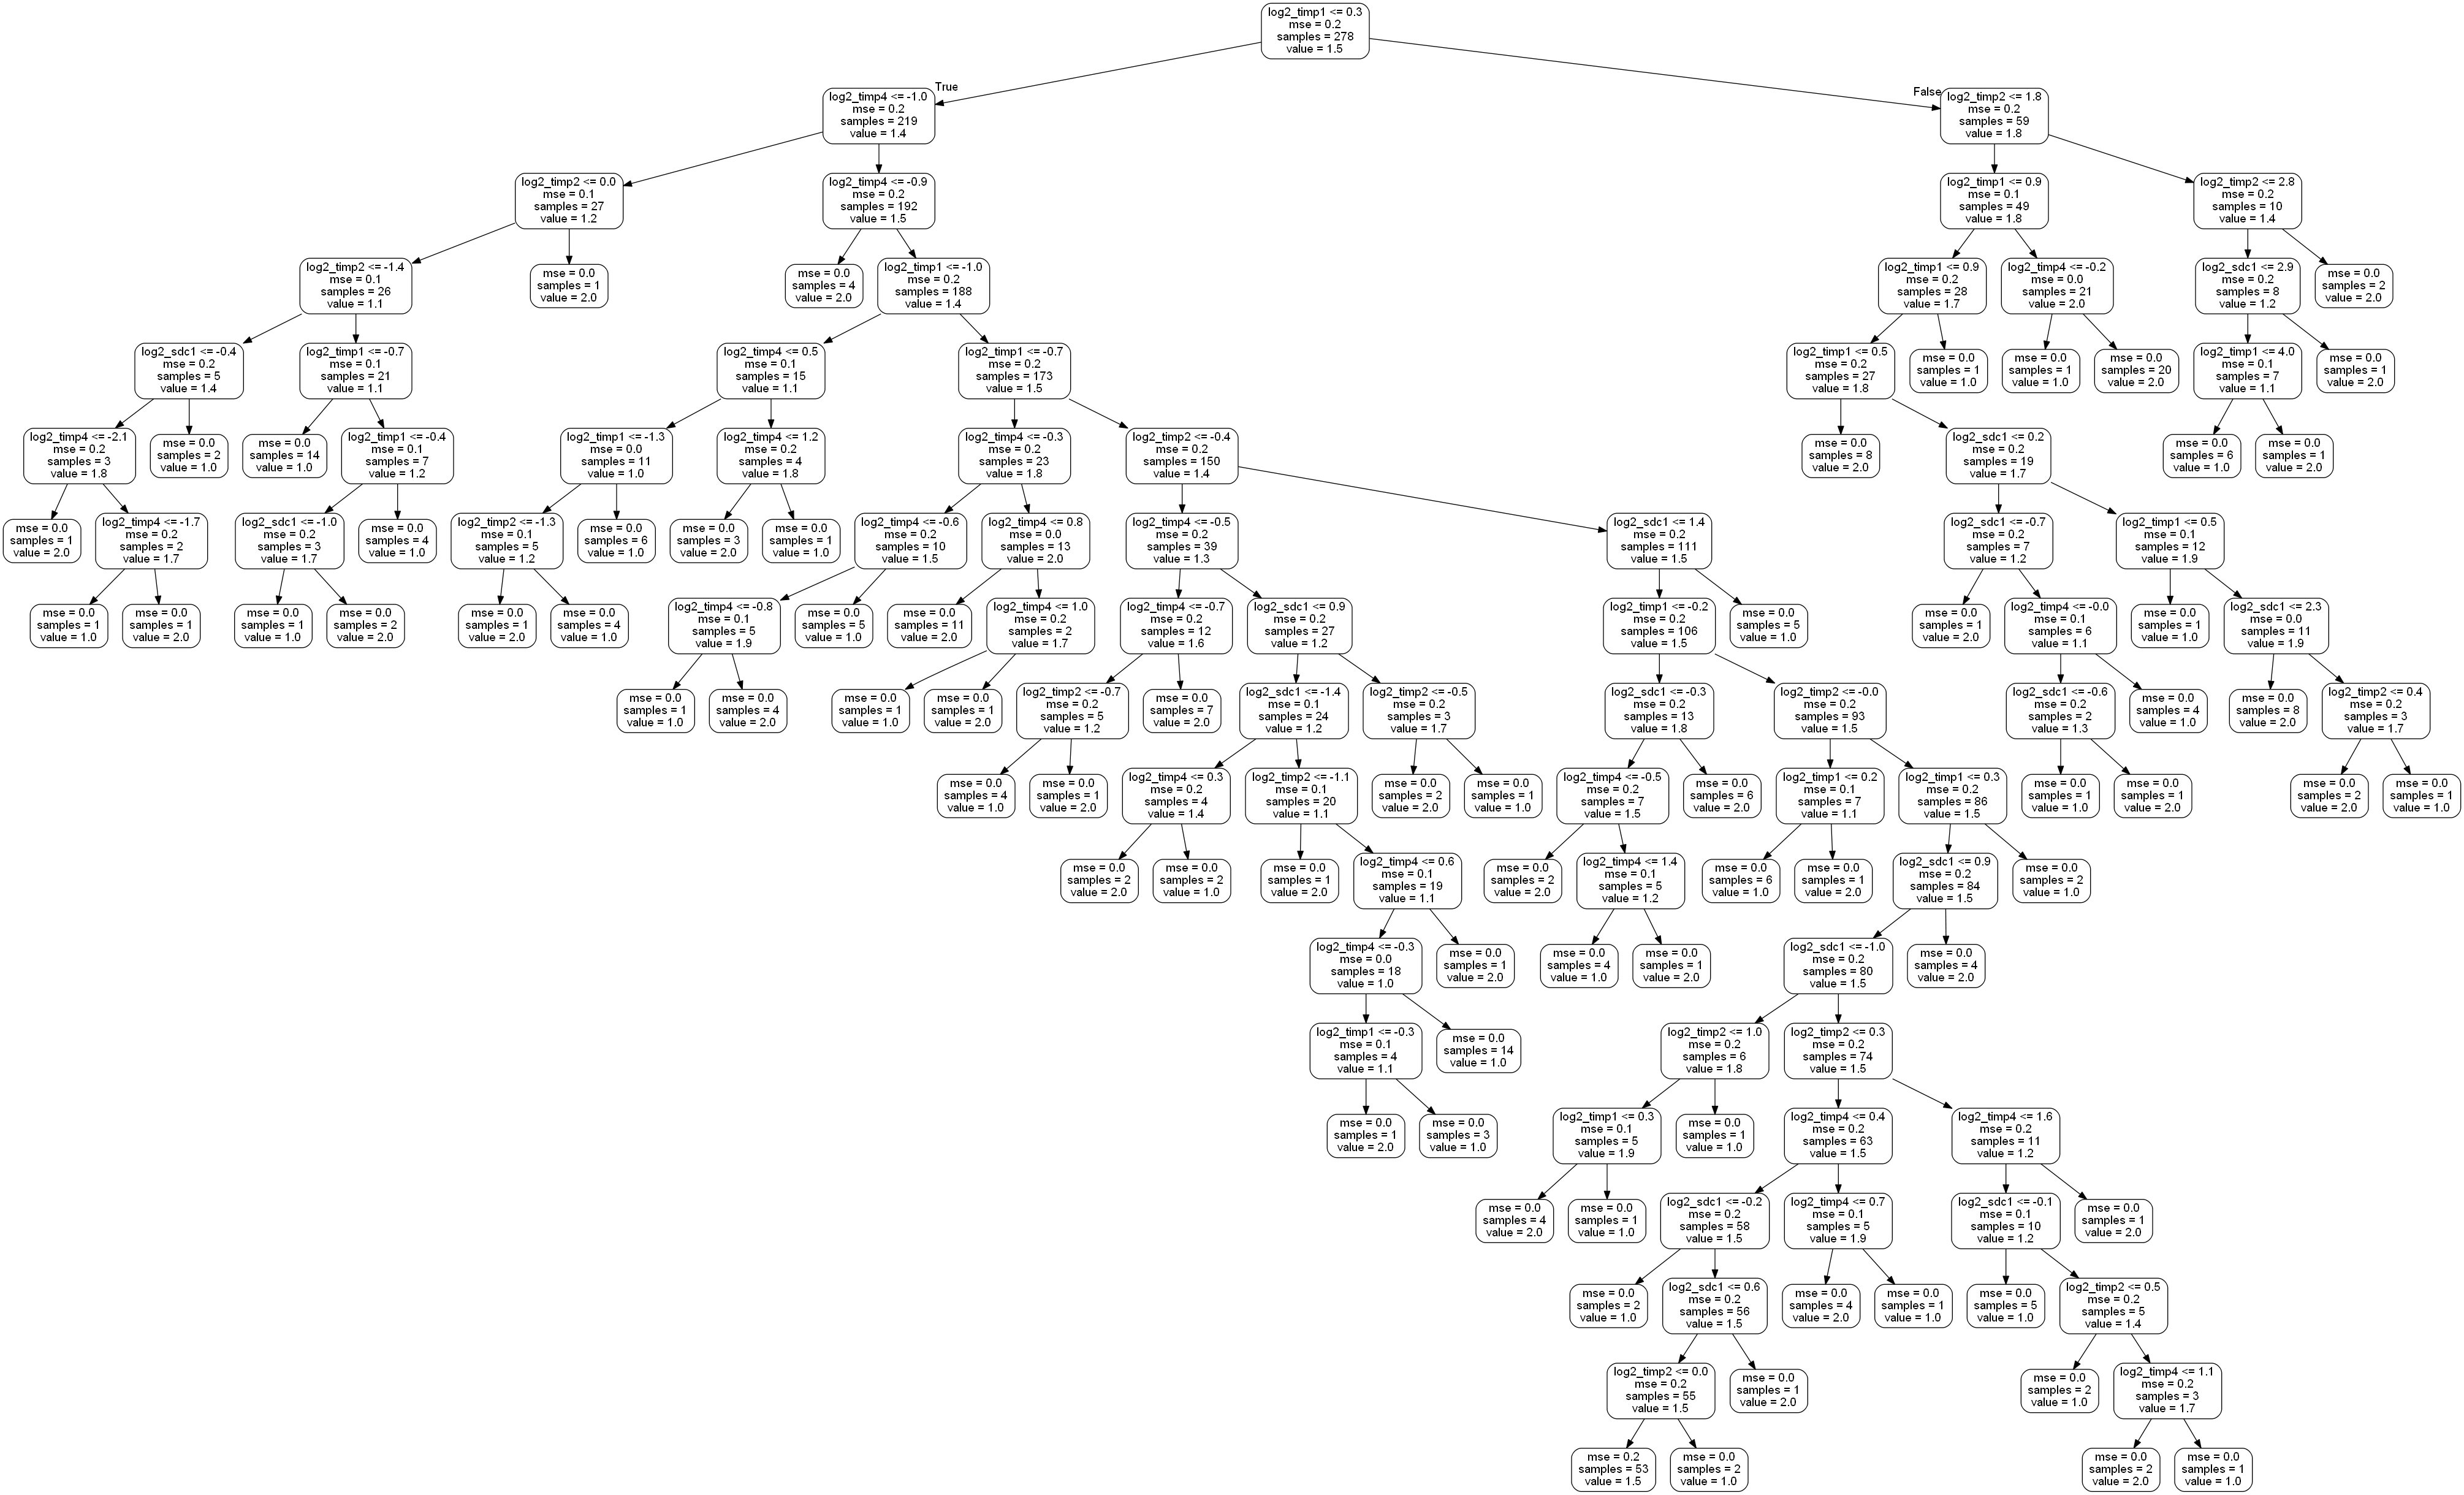 log2_timp1 <= 0.3
mse = 0.2
samples = 278
value = 1.5
True
False
log2_timp4 <= -1.0
mse = 0.2
samples = 219
value = 1.4
log2_timp2 <= 1.8
mse = 0.2
samples = 59
value = 1.8
log2_timp2 <= 0.0
mse = 0.1
samples = 27
value = 1.2
log2_timp4 <= -0.9
mse = 0.2
samples = 192
value = 1.5
log2_timp1 <= 0.9
mse = 0.1
samples = 49
value = 1.8
log2_timp2 <= 2.8
mse = 0.2
samples = 10
value = 1.4
log2_timp2 <= -1.4
mse = 0.1
samples = 26
value = 1.1
mse = 0.0
samples = 1
value = 2.0
mse = 0.0
samples = 4
value = 2.0
log2_timp1 <= -1.0
mse = 0.2
samples = 188
value = 1.4
log2_timp1 <= 0.9
mse = 0.2
samples = 28
value = 1.7
log2_timp4 <= -0.2
mse = 0.0
samples = 21
value = 2.0
log2_sdc1 <= 2.9
mse = 0.2
samples = 8
value = 1.2
mse = 0.0
samples = 2
value = 2.0
log2_sdc1 <= -0.4
mse = 0.2
samples = 5
value = 1.4
log2_timp1 <= -0.7
mse = 0.1
samples = 21
value = 1.1
log2_timp4 <= 0.5
mse = 0.1
samples = 15
value = 1.1
log2_timp1 <= -0.7
mse = 0.2
samples = 173
value = 1.5
log2_timp1 <= 0.5
mse = 0.2
samples = 27
value = 1.8
mse = 0.0
samples = 1
value = 1.0
mse = 0.0
samples = 1
value = 1.0
mse = 0.0
samples = 20
value = 2.0
log2_timp1 <= 4.0
mse = 0.1
samples = 7
value = 1.1
mse = 0.0
samples = 1
value = 2.0
log2_timp4 <= -2.1
mse = 0.2
samples = 3
value = 1.8
mse = 0.0
samples = 2
value = 1.0
mse = 0.0
samples = 14
value = 1.0
log2_timp1 <= -0.4
mse = 0.1
samples = 7
value = 1.2
log2_timp1 <= -1.3
mse = 0.0
samples = 11
value = 1.0
log2_timp4 <= 1.2
mse = 0.2
samples = 4
value = 1.8
log2_timp4 <= -0.3
mse = 0.2
samples = 23
value = 1.8
log2_timp2 <= -0.4
mse = 0.2
samples = 150
value = 1.4
mse = 0.0
samples = 8
value = 2.0
log2_sdc1 <= 0.2
mse = 0.2
samples = 19
value = 1.7
mse = 0.0
samples = 6
value = 1.0
mse = 0.0
samples = 1
value = 2.0
mse = 0.0
samples = 1
value = 2.0
log2_timp4 <= -1.7
mse = 0.2
samples = 2
value = 1.7
log2_sdc1 <= -1.0
mse = 0.2
samples = 3
value = 1.7
mse = 0.0
samples = 4
value = 1.0
log2_timp2 <= -1.3
mse = 0.1
samples = 5
value = 1.2
mse = 0.0
samples = 6
value = 1.0
mse = 0.0
samples = 3
value = 2.0
mse = 0.0
samples = 1
value = 1.0
log2_timp4 <= -0.6
mse = 0.2
samples = 10
value = 1.5
log2_timp4 <= 0.8
mse = 0.0
samples = 13
value = 2.0
log2_timp4 <= -0.5
mse = 0.2
samples = 39
value = 1.3
log2_sdc1 <= 1.4
mse = 0.2
samples = 111
value = 1.5
log2_sdc1 <= -0.7
mse = 0.2
samples = 7
value = 1.2
log2_timp1 <= 0.5
mse = 0.1
samples = 12
value = 1.9
mse = 0.0
samples = 1
value = 1.0
mse = 0.0
samples = 1
value = 2.0
mse = 0.0
samples = 1
value = 1.0
mse = 0.0
samples = 2
value = 2.0
mse = 0.0
samples = 1
value = 2.0
mse = 0.0
samples = 4
value = 1.0
log2_timp4 <= -0.8
mse = 0.1
samples = 5
value = 1.9
mse = 0.0
samples = 5
value = 1.0
mse = 0.0
samples = 11
value = 2.0
log2_timp4 <= 1.0
mse = 0.2
samples = 2
value = 1.7
log2_timp4 <= -0.7
mse = 0.2
samples = 12
value = 1.6
log2_sdc1 <= 0.9
mse = 0.2
samples = 27
value = 1.2
log2_timp1 <= -0.2
mse = 0.2
samples = 106
value = 1.5
mse = 0.0
samples = 5
value = 1.0
mse = 0.0
samples = 1
value = 2.0
log2_timp4 <= -0.0
mse = 0.1
samples = 6
value = 1.1
mse = 0.0
samples = 1
value = 1.0
log2_sdc1 <= 2.3
mse = 0.0
samples = 11
value = 1.9
mse = 0.0
samples = 1
value = 1.0
mse = 0.0
samples = 4
value = 2.0
mse = 0.0
samples = 1
value = 1.0
mse = 0.0
samples = 1
value = 2.0
log2_timp2 <= -0.7
mse = 0.2
samples = 5
value = 1.2
mse = 0.0
samples = 7
value = 2.0
log2_sdc1 <= -1.4
mse = 0.1
samples = 24
value = 1.2
log2_timp2 <= -0.5
mse = 0.2
samples = 3
value = 1.7
log2_sdc1 <= -0.3
mse = 0.2
samples = 13
value = 1.8
log2_timp2 <= -0.0
mse = 0.2
samples = 93
value = 1.5
log2_sdc1 <= -0.6
mse = 0.2
samples = 2
value = 1.3
mse = 0.0
samples = 4
value = 1.0
mse = 0.0
samples = 8
value = 2.0
log2_timp2 <= 0.4
mse = 0.2
samples = 3
value = 1.7
mse = 0.0
samples = 4
value = 1.0
mse = 0.0
samples = 1
value = 2.0
log2_timp4 <= 0.3
mse = 0.2
samples = 4
value = 1.4
log2_timp2 <= -1.1
mse = 0.1
samples = 20
value = 1.1
mse = 0.0
samples = 2
value = 2.0
mse = 0.0
samples = 1
value = 1.0
log2_timp4 <= -0.5
mse = 0.2
samples = 7
value = 1.5
mse = 0.0
samples = 6
value = 2.0
log2_timp1 <= 0.2
mse = 0.1
samples = 7
value = 1.1
log2_timp1 <= 0.3
mse = 0.2
samples = 86
value = 1.5
mse = 0.0
samples = 1
value = 1.0
mse = 0.0
samples = 1
value = 2.0
mse = 0.0
samples = 2
value = 2.0
mse = 0.0
samples = 1
value = 1.0
mse = 0.0
samples = 2
value = 2.0
mse = 0.0
samples = 2
value = 1.0
mse = 0.0
samples = 1
value = 2.0
log2_timp4 <= 0.6
mse = 0.1
samples = 19
value = 1.1
mse = 0.0
samples = 2
value = 2.0
log2_timp4 <= 1.4
mse = 0.1
samples = 5
value = 1.2
mse = 0.0
samples = 6
value = 1.0
mse = 0.0
samples = 1
value = 2.0
log2_sdc1 <= 0.9
mse = 0.2
samples = 84
value = 1.5
mse = 0.0
samples = 2
value = 1.0
log2_timp4 <= -0.3
mse = 0.0
samples = 18
value = 1.0
mse = 0.0
samples = 1
value = 2.0
mse = 0.0
samples = 4
value = 1.0
mse = 0.0
samples = 1
value = 2.0
log2_sdc1 <= -1.0
mse = 0.2
samples = 80
value = 1.5
mse = 0.0
samples = 4
value = 2.0
log2_timp1 <= -0.3
mse = 0.1
samples = 4
value = 1.1
mse = 0.0
samples = 14
value = 1.0
log2_timp2 <= 1.0
mse = 0.2
samples = 6
value = 1.8
log2_timp2 <= 0.3
mse = 0.2
samples = 74
value = 1.5
mse = 0.0
samples = 1
value = 2.0
mse = 0.0
samples = 3
value = 1.0
log2_timp1 <= 0.3
mse = 0.1
samples = 5
value = 1.9
mse = 0.0
samples = 1
value = 1.0
log2_timp4 <= 0.4
mse = 0.2
samples = 63
value = 1.5
log2_timp4 <= 1.6
mse = 0.2
samples = 11
value = 1.2
mse = 0.0
samples = 4
value = 2.0
mse = 0.0
samples = 1
value = 1.0
log2_sdc1 <= -0.2
mse = 0.2
samples = 58
value = 1.5
log2_timp4 <= 0.7
mse = 0.1
samples = 5
value = 1.9
log2_sdc1 <= -0.1
mse = 0.1
samples = 10
value = 1.2
mse = 0.0
samples = 1
value = 2.0
mse = 0.0
samples = 2
value = 1.0
log2_sdc1 <= 0.6
mse = 0.2
samples = 56
value = 1.5
mse = 0.0
samples = 4
value = 2.0
mse = 0.0
samples = 1
value = 1.0
mse = 0.0
samples = 5
value = 1.0
log2_timp2 <= 0.5
mse = 0.2
samples = 5
value = 1.4
log2_timp2 <= 0.0
mse = 0.2
samples = 55
value = 1.5
mse = 0.0
samples = 1
value = 2.0
mse = 0.0
samples = 2
value = 1.0
log2_timp4 <= 1.1
mse = 0.2
samples = 3
value = 1.7
mse = 0.2
samples = 53
value = 1.5
mse = 0.0
samples = 2
value = 1.0
mse = 0.0
samples = 2
value = 2.0
mse = 0.0
samples = 1
value = 1.0